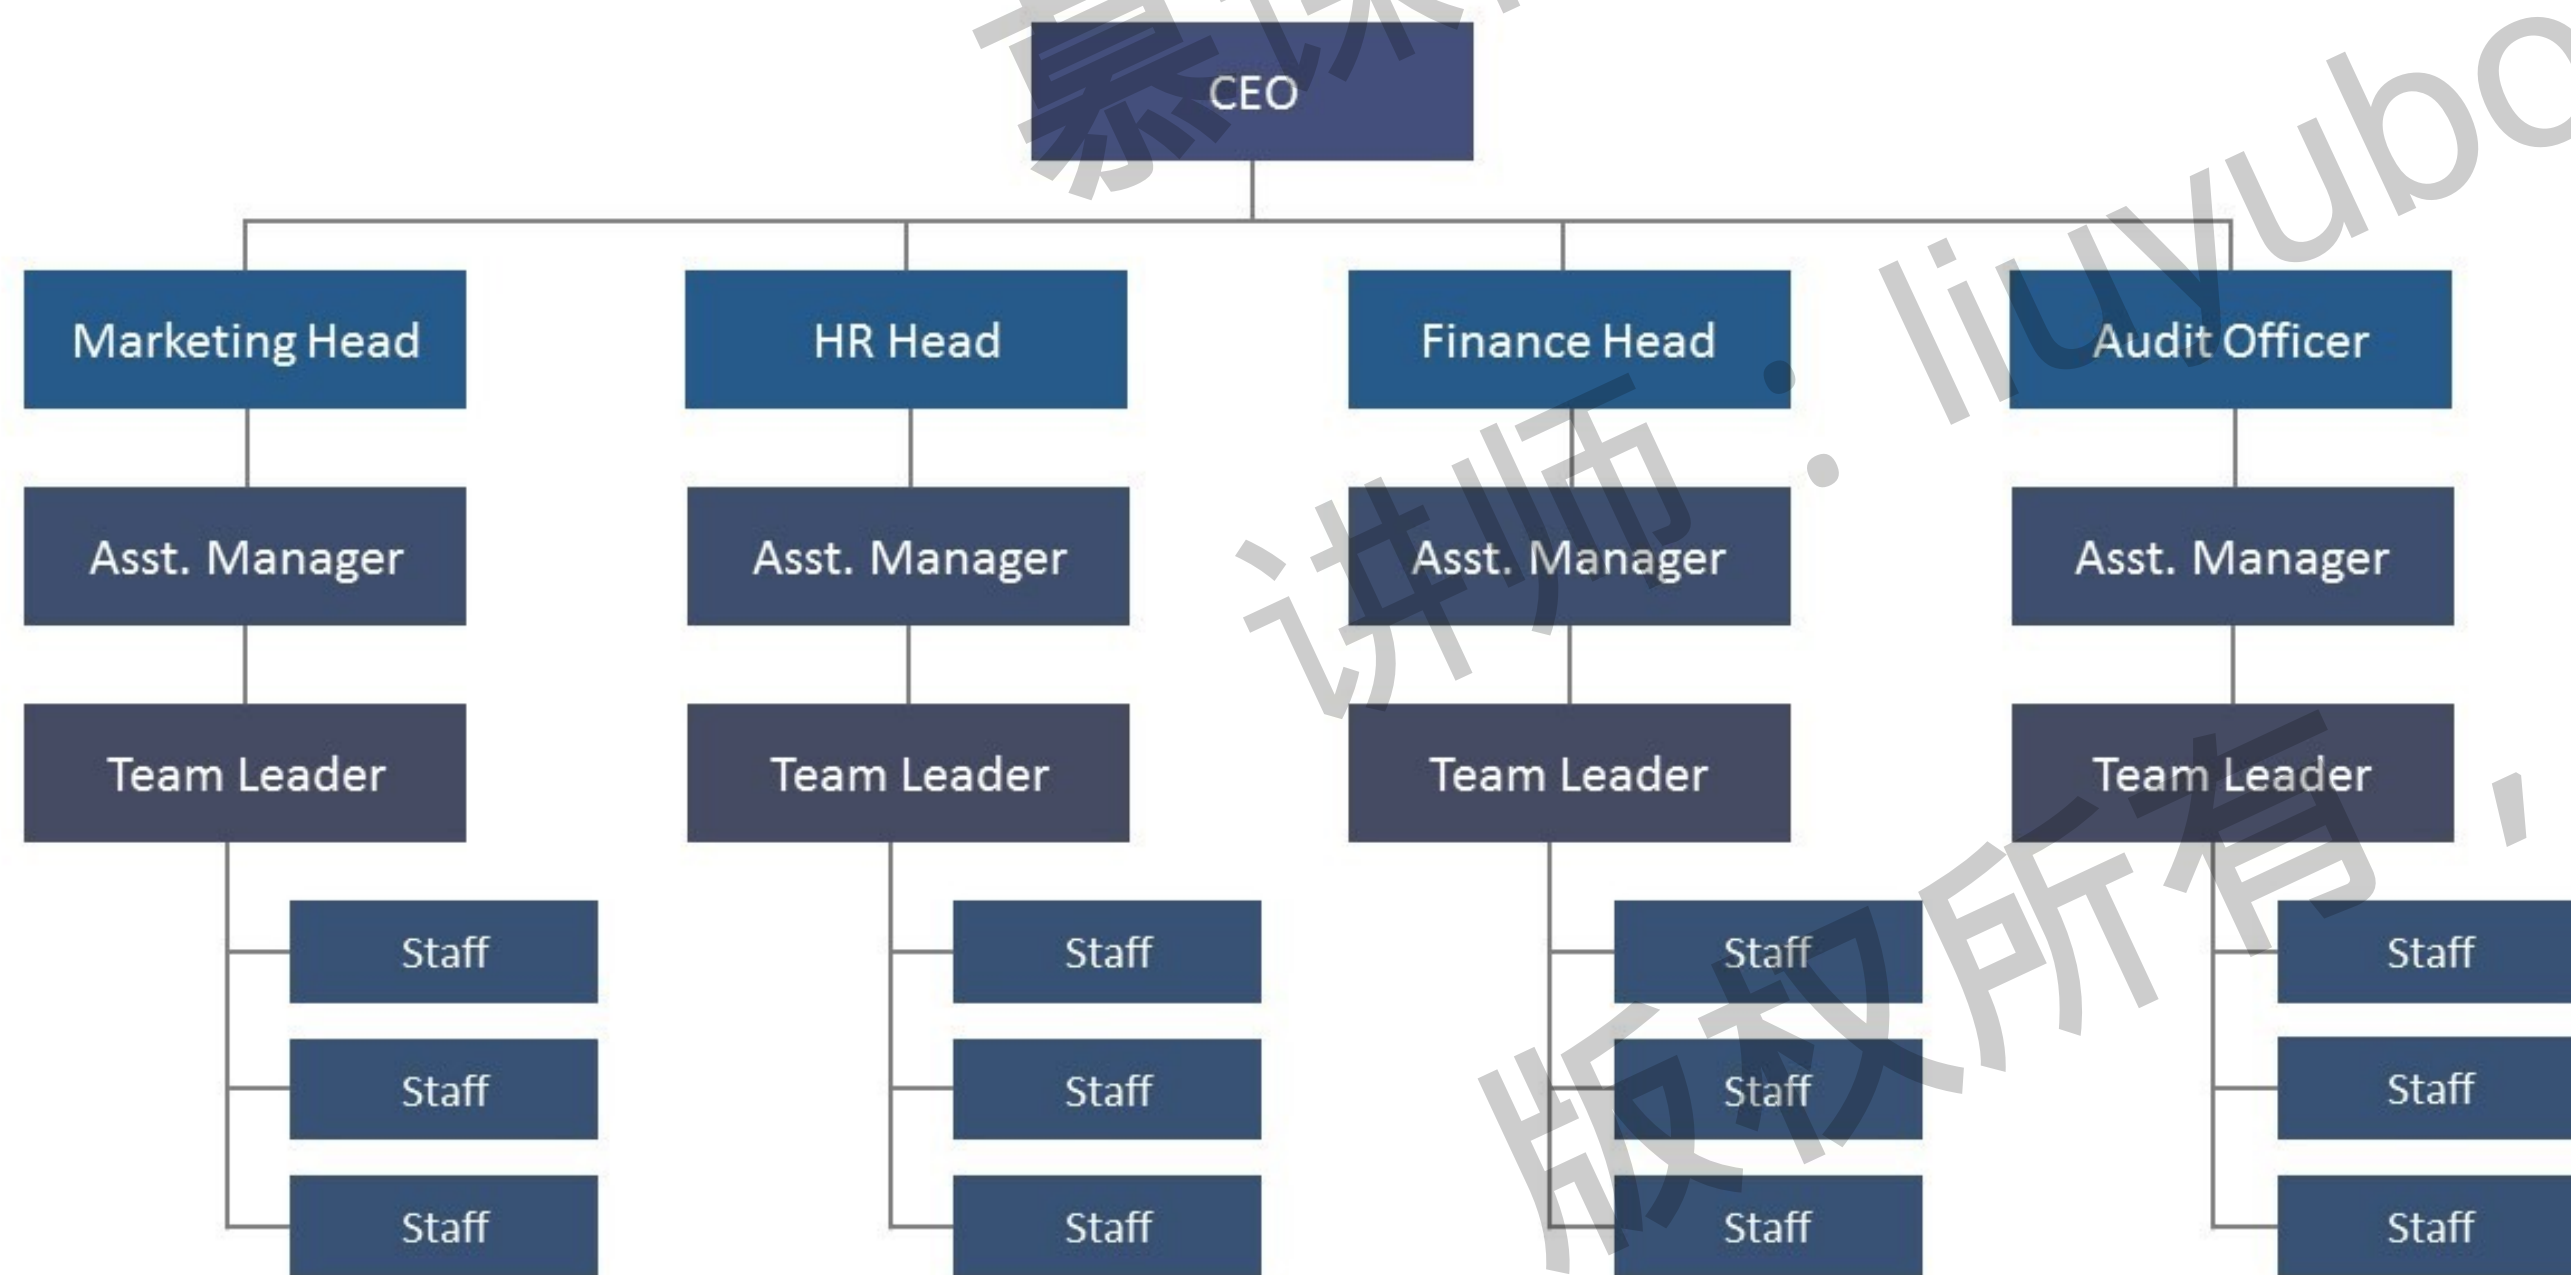 CEO
Marketing Head
HR Head
Finance Head
Audit Officer
Asst. Manager
Asst. Manager
Asst. Manager
Asst. Manager
Team Leader
Team Leader
Team Leader
Team Leader
Staff
Staff
Staff
Staff
Staff
Staff
Staff
Staff
Staff
Staff
Staff
Staff
慕课
讲师：liuyubo
版权所有，